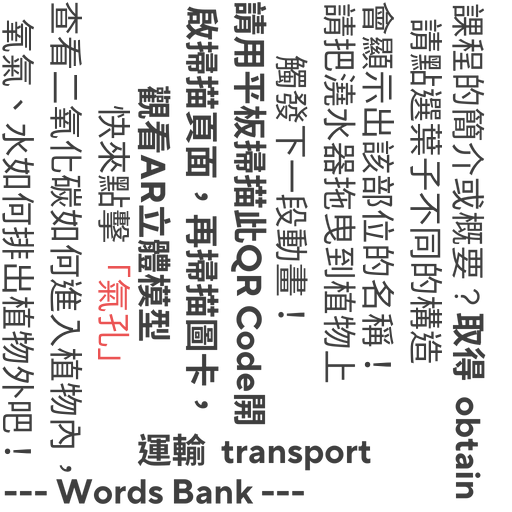 課程的簡介或概要？
取得 obtain
請點選葉子不同的構造
會顯示出該部位的名稱！
請把澆水器拖曳到植物上
觸發下一段動畫！
請用平板掃描此QR Code開
啟掃描頁面，再掃描圖卡，
觀看AR立體模型
快來點擊「氣孔」
查看二氧化碳如何進入植物內，
氧氣、水如何排出植物外吧！
運輸 transport
--- Words Bank ---